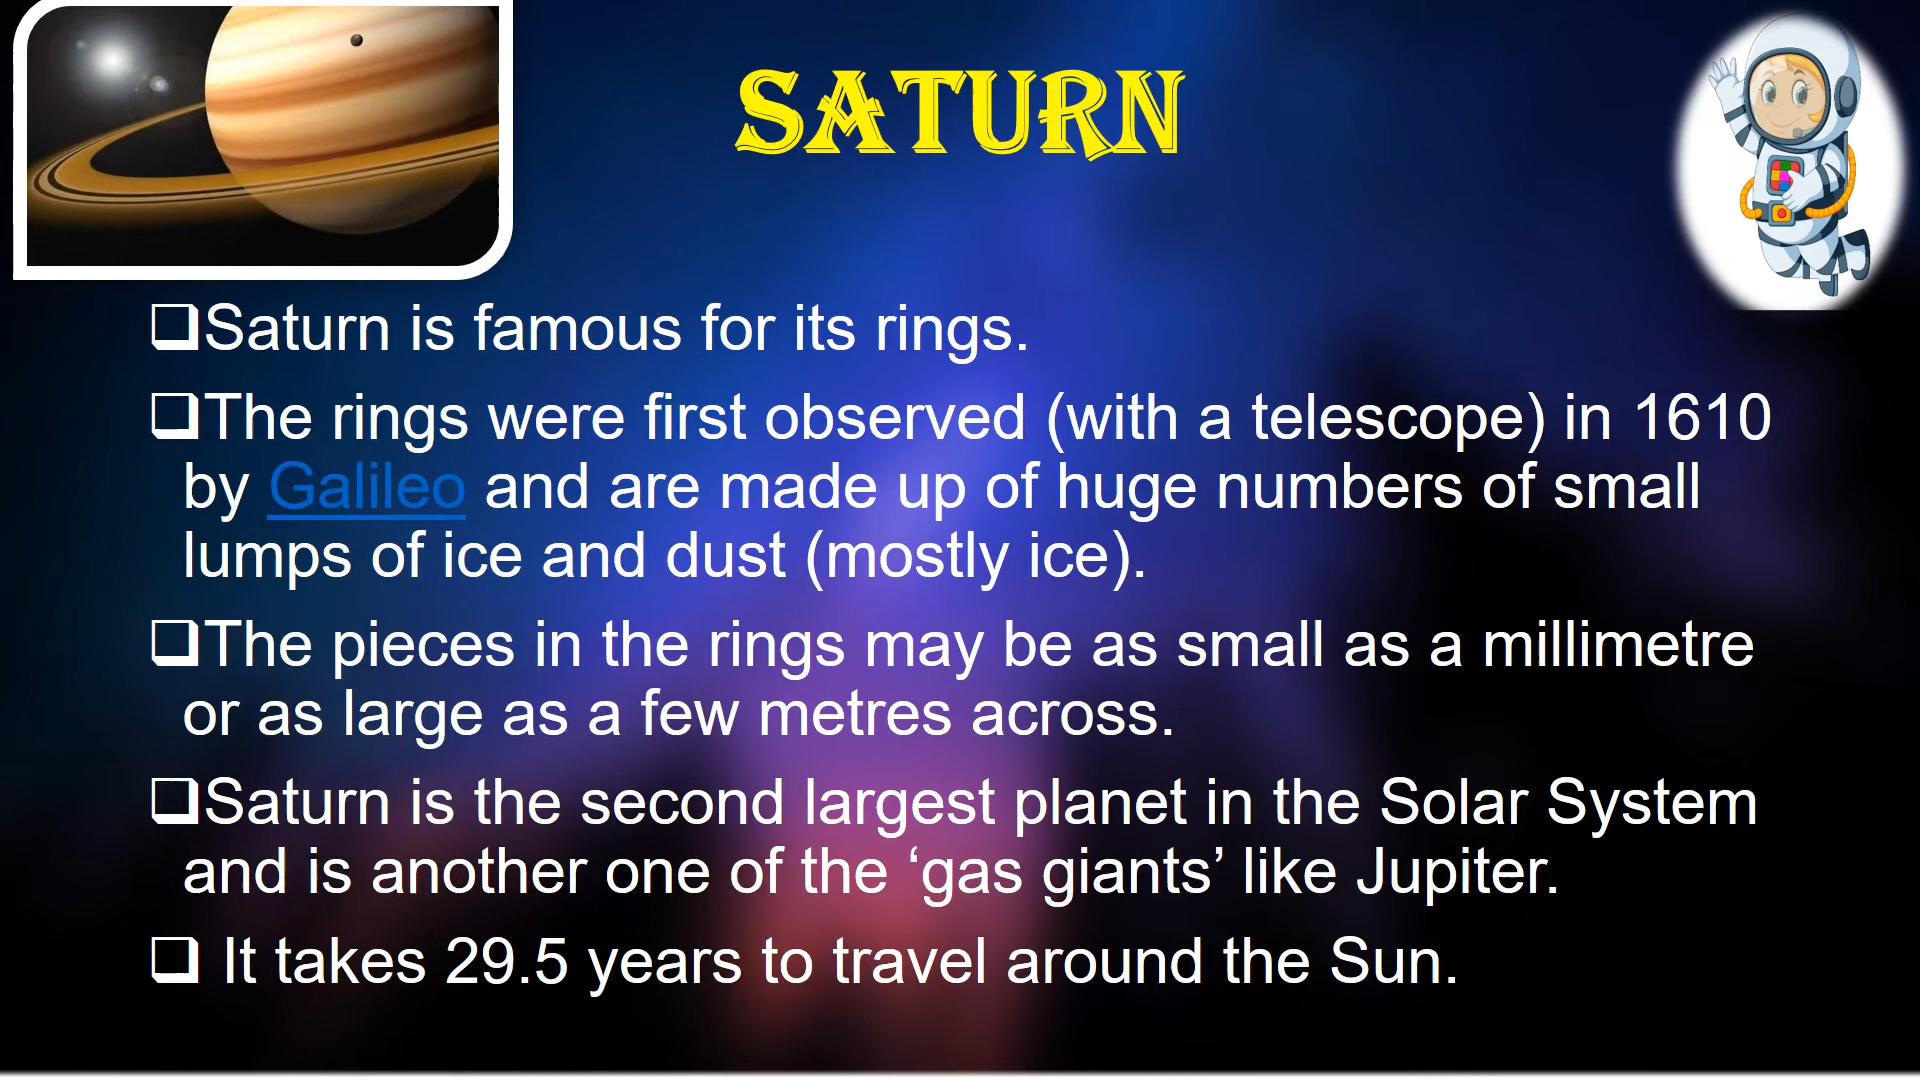 SATURN
❑Saturn is famous for its rings.
❑The rings were first observed (with a telescope) in 1610
by Galileo and are made up of huge numbers of small
lumps of ice and dust (mostly ice).
❑The pieces in the rings may be as small as a millimetre
or as large as a few metres across.
❑Saturn is the second largest planet in the Solar System
and is another one of the ‘gas giants’ like Jupiter.
❑ It takes 29.5 years to travel around the Sun.